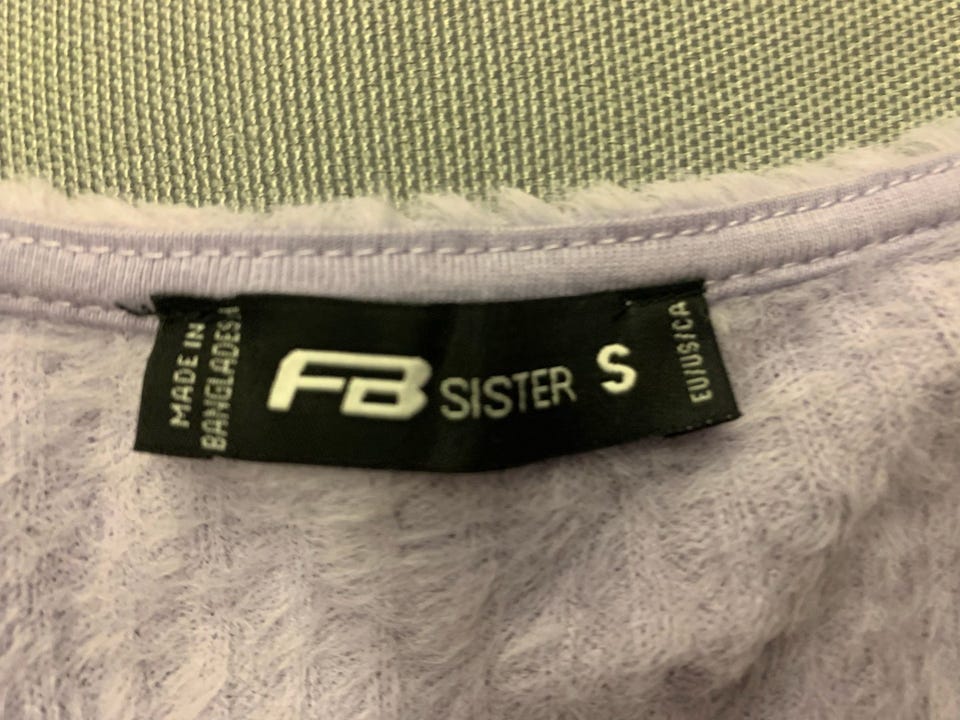 MADE IN
BANGLADESH
FB SISTER S
EU/US/CA